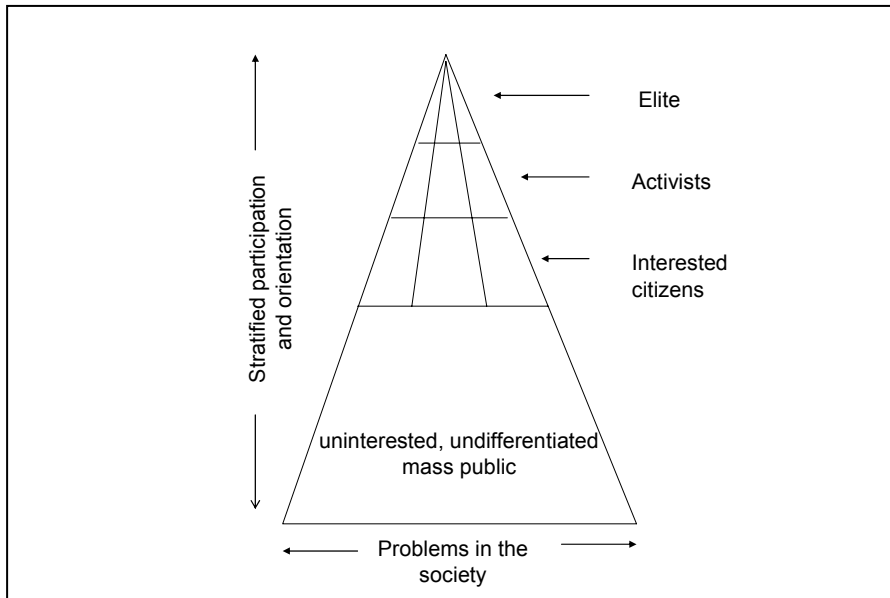 Elite
Activists
Interested
citizens
Stratified participation
and orientation
uninterested, undifferentiated
mass public
Problems in the
society